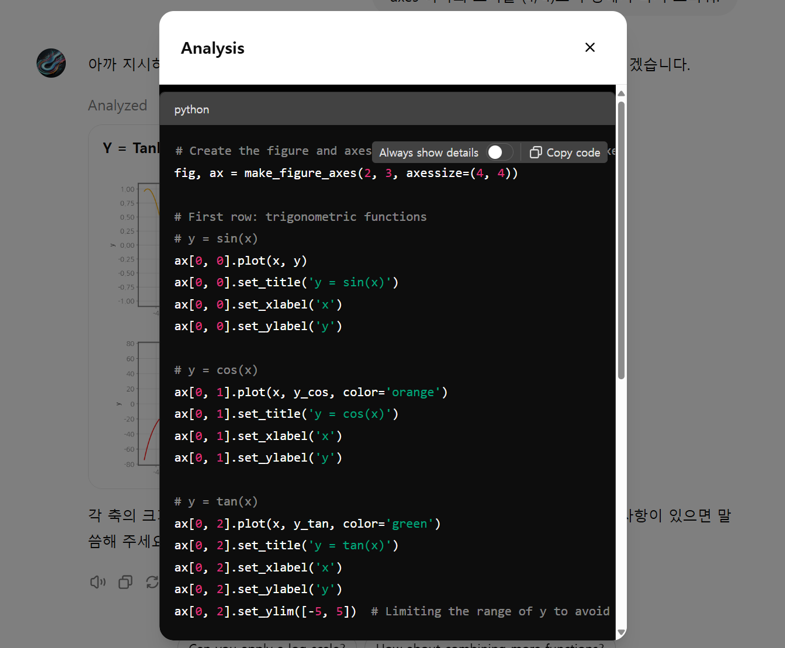 아까 지시하
겠습니다.
Analyzed
Y = Tanl
1.00
0.75
0.50
0.25
0.00
-0.25
-0.50
-0.75
-1.00
y
80
60
40
20
0
-20
-40
-60
-80
y
각 축의 크
사항이 있으면 말
씀해 주세요
Analysis
python
Always show details
Copy code
# Create the figure and axes
fig, ax = make_figure_axes(2, 3, axessize=(4, 4))
# First row: trigonometric functions
# y = sin(x)
ax[0, 0].plot(x, y)
ax[0, 0].set_title('y = sin(x)')
ax[0, 0].set_xlabel('x')
ax[0, 0].set_ylabel('y')
# y = cos(x)
ax[0, 1].plot(x, y_cos, color='orange')
ax[0, 1].set_title('y = cos(x)')
ax[0, 1].set_xlabel('x')
ax[0, 1].set_ylabel('y')
# y = tan(x)
ax[0, 2].plot(x, y_tan, color='green')
ax[0, 2].set_title('y = tan(x)')
ax[0, 2].set_xlabel('x')
ax[0, 2].set_ylabel('y')
ax[0, 2].set_ylim([-5, 5])  # Limiting the range of y to avoid
Can you apply a log scale?
How about combining more functions?